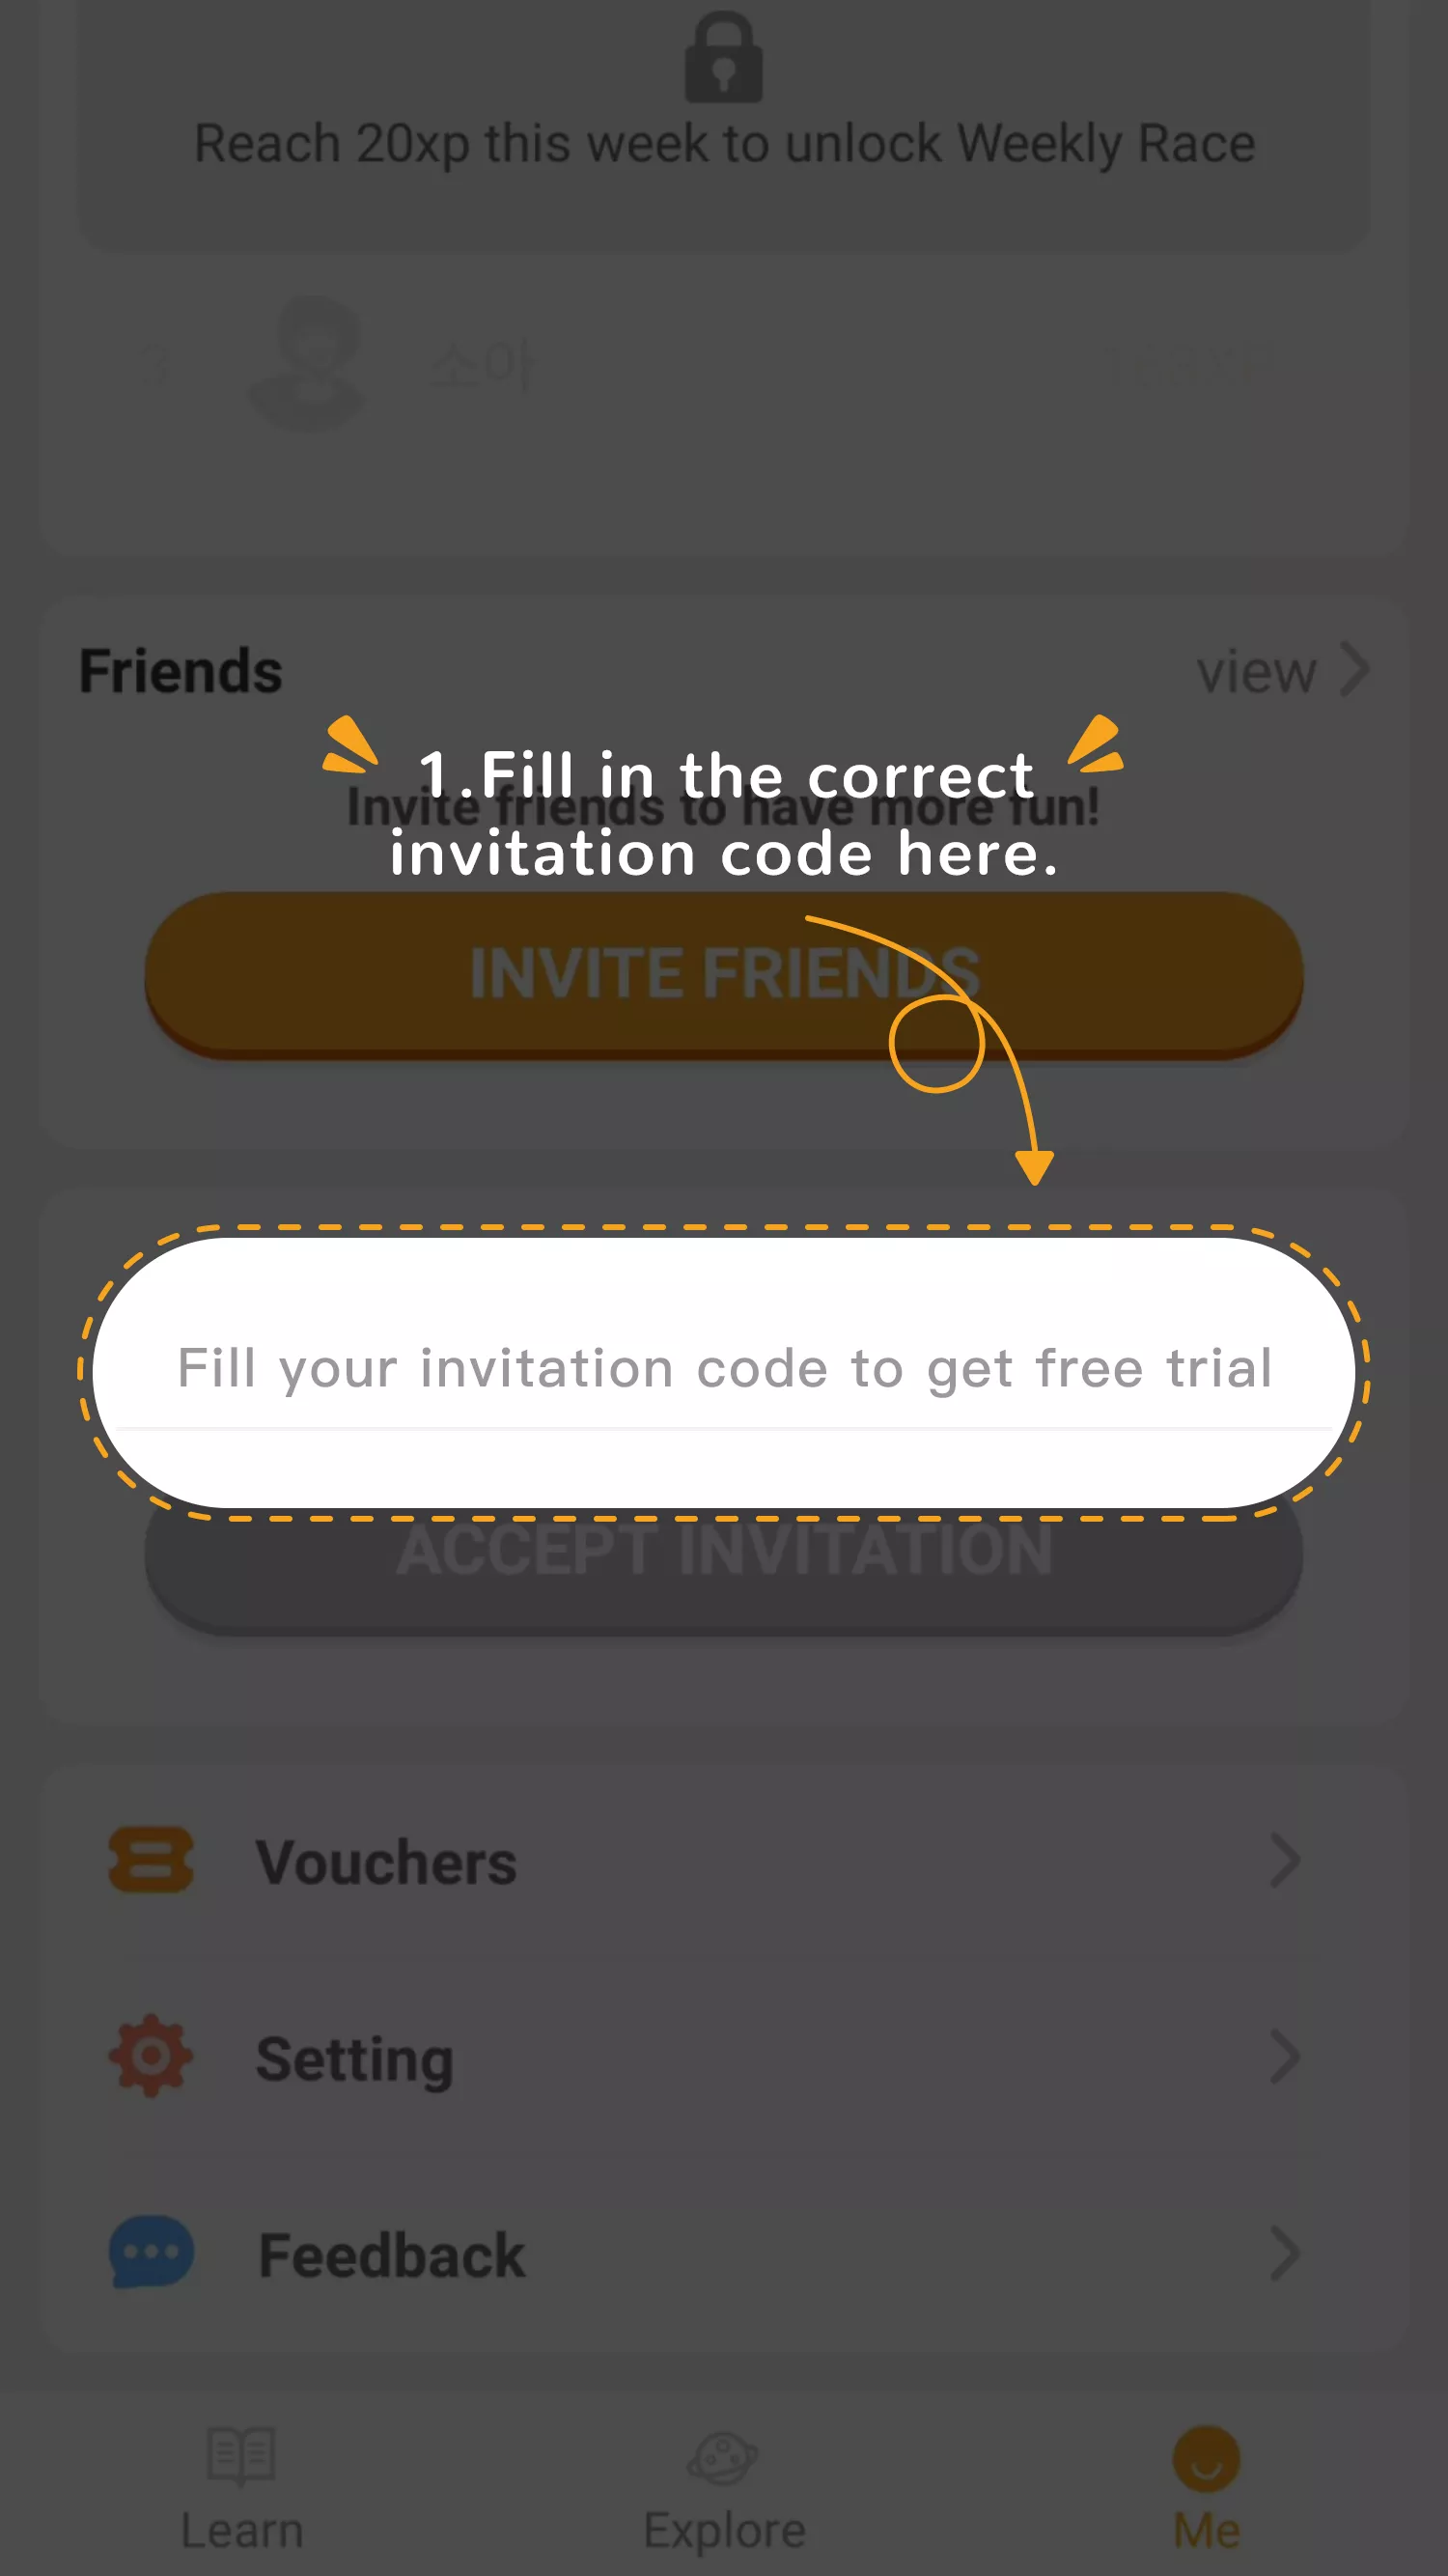 Reach 20xp this week to unlock Weekly Race
3 소아
Friends view
1.Fill in the correct
Invite friends to have more fun!
invitation code here.
INVITE FRIENDS
Fill your invitation code to get free trial
ACCEPT INVITATION
Vouchers
Setting
Feedback
Learn Explore Me